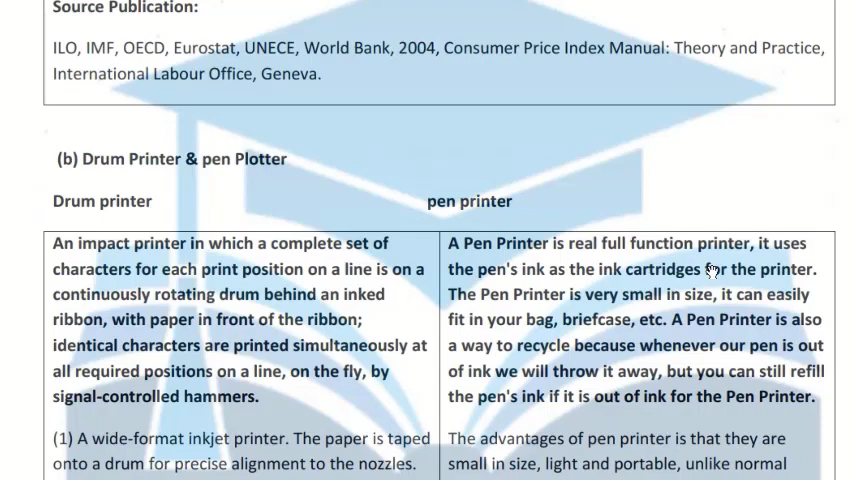 Source Publication:
ILO, IMF, OECD, Eurostat, UNECE, World Bank, 2004, Consumer Price Index Manual: Theory and Practice,
International Labour Office, Geneva.
(b) Drum Printer & pen Plotter
Drum printer
pen printer
An impact printer in which a complete set of
characters for each print position on a line is on a
continuously rotating drum behind an inked
ribbon, with paper in front of the ribbon;
identical characters are printed simultaneously at
all required positions on a line, on the fly, by
signal-controlled hammers.
(1) A wide-format inkjet printer. The paper is taped
onto a drum for precise alignment to the nozzles.
A Pen Printer is real full function printer, it uses
the pen's ink as the ink cartridges for the printer.
The Pen Printer is very small in size, it can easily
fit in your bag, briefcase, etc. A Pen Printer is also
a way to recycle because whenever our pen is out
of ink we will throw it away, but you can still refill
the pen's ink if it is out of ink for the Pen Printer.
The advantages of pen printer is that they are
small in size, light and portable, unlike normal